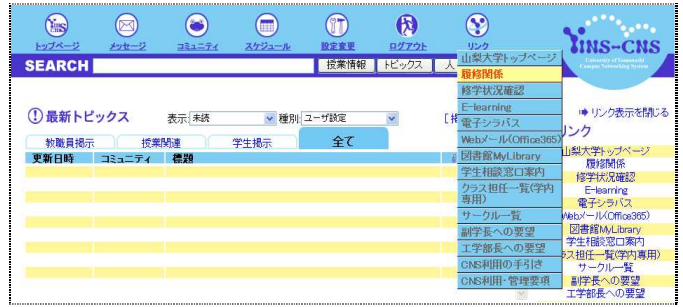 トップページ
メッセージ
コミュニティ
スケジュール
設定変更
ログアウト
リンク
YINS-CNS
University of Yamanashi
Campus Networking System
SEARCH
授業情報
トピックス
人
山梨大学トップページ
履修関係
修学状況確認
E-learning
電子シラバス
Webメール(Office365)
図書館MyLibrary
学生相談窓口案内
クラス担任一覧(学内
専用)
サークル一覧
副学長への要望
工学部長への要望
CNS利用の手引き
CNS利用・管理要項
最新トピックス
表示: 未読
種別: ユーザ設定
教職員掲示
授業関連
学生掲示
全て
更新日時 コミュニティ 標題
リンク表示を閉じる
リンク
山梨大学トップページ
履修関係
修学状況確認
E-learning
電子シラバス
Webメール(Office365)
図書館MyLibrary
学生相談窓口案内
クラス担任一覧(学内専用)
サークル一覧
副学長への要望
工学部長への要望